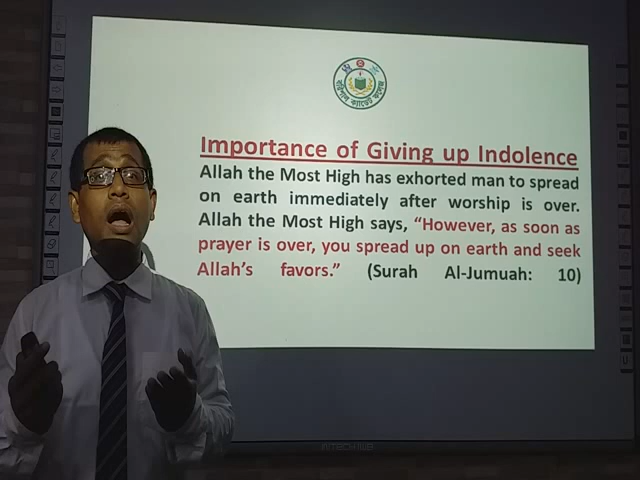 বরিশাল ক্যাডেট কলেজ
Importance of Giving up Indolence
Allah the Most High has exhorted man to spread
on earth immediately after worship is over.
Allah the Most High says, “However, as soon as
prayer is over, you spread up on earth and seek
Allah’s favors.” (Surah Al-Jumuah: 10)